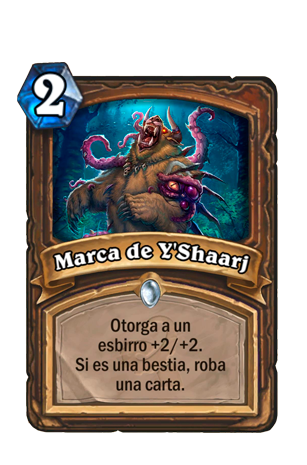 2
Marca de Y'Shaarj
Otorga a un
esbirro +2/+2.
Si es una bestia, roba
una carta.